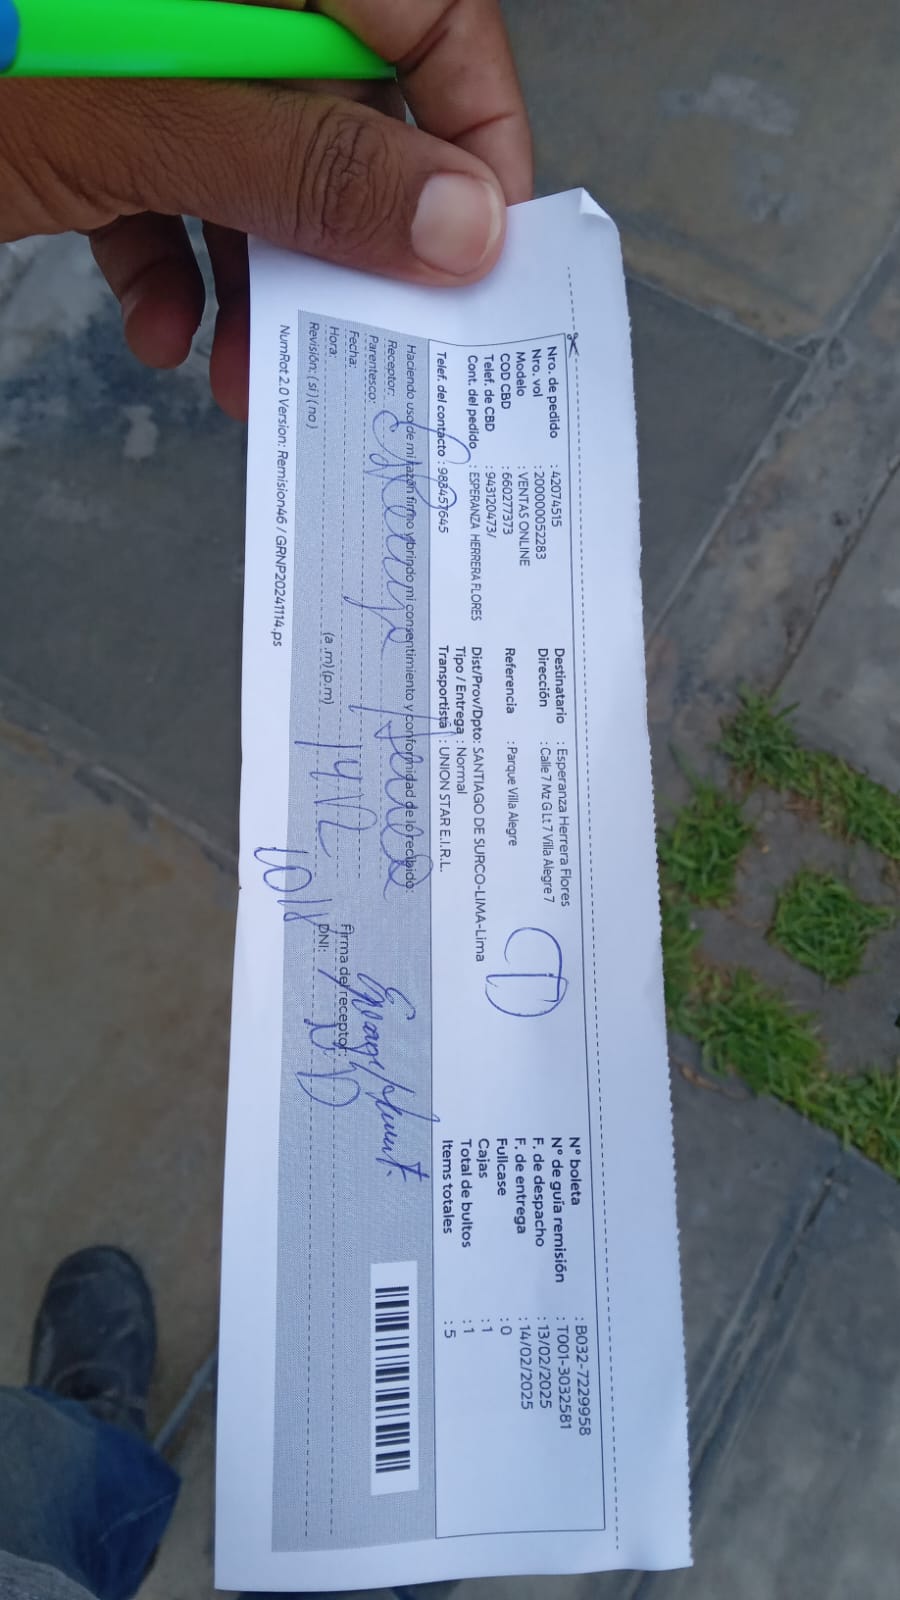 Nro. de pedido : 42074515
Nro. vol : 200000052283
Modelo : VENTAS ONLINE
COD CBD : 660277373
Telef. de CBD : 943120473/
Cont. del pedido : ESPERANZA HERRERA FLORES
Telef. del contacto : 983457645
Destinatario : Esperanza Herrera Flores
Dirección : Calle 7 Mz G Lt 7 Villa Alegre 7
Referencia : Parque Villa Alegre
Dist/Prov/Dpto: SANTIAGO DE SURCO-LIMA-Lima
Tipo / Entrega : Normal
Transportista : UNION STAR E.I.R.L.
N° boleta : B032-7229958
N° de guía remisión : T001-3032581
F. de despacho : 13/02/2025
F. de entrega : 14/02/2025
Fullcase : 0
Cajas : 1
Total de bultos : 1
Items totales : 5
Haciendo uso de mi razón firmo y brindo mi consentimiento y conformidad de lo recibido:
Receptor:
Parentesco:
Fecha: 14/2
Hora: (a .m) (p.m)
Revisión: ( si ) ( no )
Firma del receptor:
DNI:
NumRot 2.0 Version: Remision46 / GRNP20241114.ps